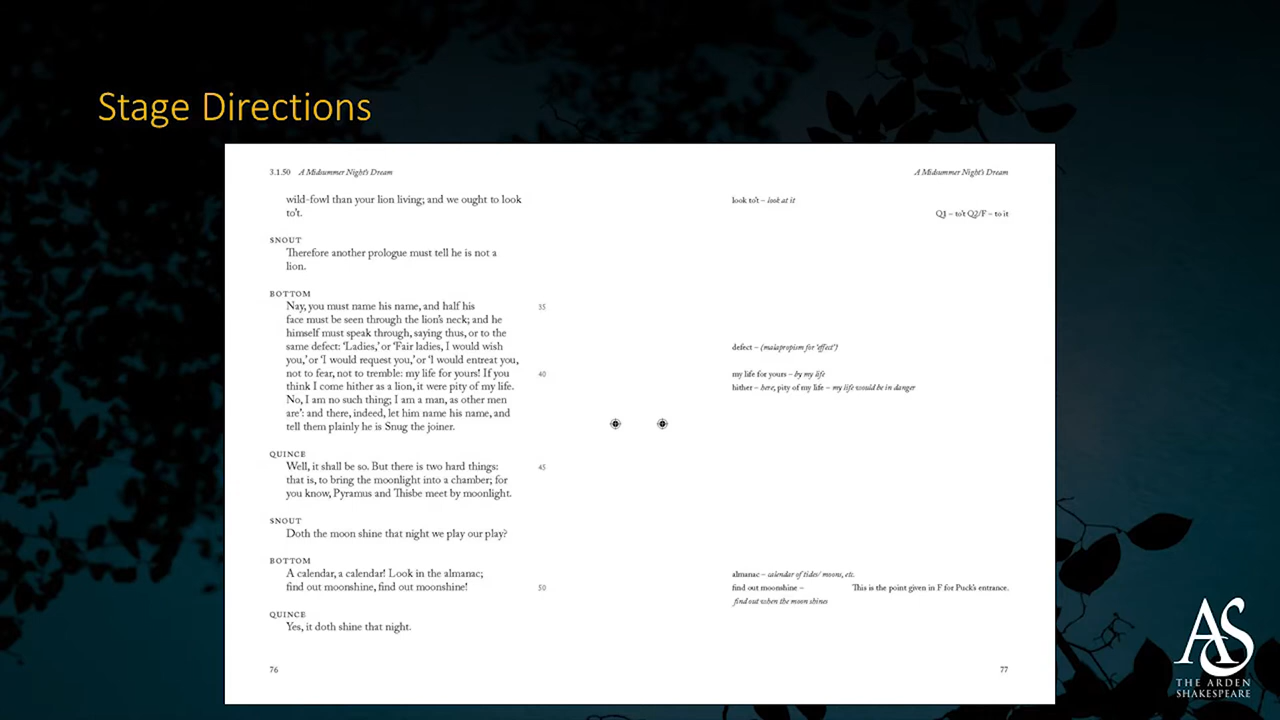 Stage Directions
3.1.50 A Midsummer Night's Dream
wild-fowl than your lion living; and we ought to look
to't.
SNOUT
Therefore another prologue must tell he is not a
lion.
BOTTOM
Nay, you must name his name, and half his 35
face must be seen through the lion's neck; and he
himself must speak through, saying thus, or to the
same defect: 'Ladies,' or 'Fair ladies, I would wish
you,' or 'I would request you,' or 'I would entreat you,
not to fear, not to tremble: my life for yours! If you 40
think I come hither as a lion, it were pity of my life.
No, I am no such thing; I am a man, as other men
are': and there, indeed, let him name his name, and
tell them plainly he is Snug the joiner.
QUINCE
Well, it shall be so. But there is two hard things: 45
that is, to bring the moonlight into a chamber; for
you know, Pyramus and Thisbe meet by moonlight.
SNOUT
Doth the moon shine that night we play our play?
BOTTOM
A calendar, a calendar! Look in the almanac;
find out moonshine, find out moonshine! 50
QUINCE
Yes, it doth shine that night.
76
A Midsummer Night's Dream
look to't – look at it
Q1 – to't Q2/F – to it
defect – (malapropism for 'effect')
my life for yours – by my life
hither – here, pity of my life – my life would be in danger
almanac – calendar of tides/ moons, etc.
find out moonshine – This is the point given in F for Puck's entrance.
find out when the moon shines
77
AS
THE ARDEN
SHAKESPEARE